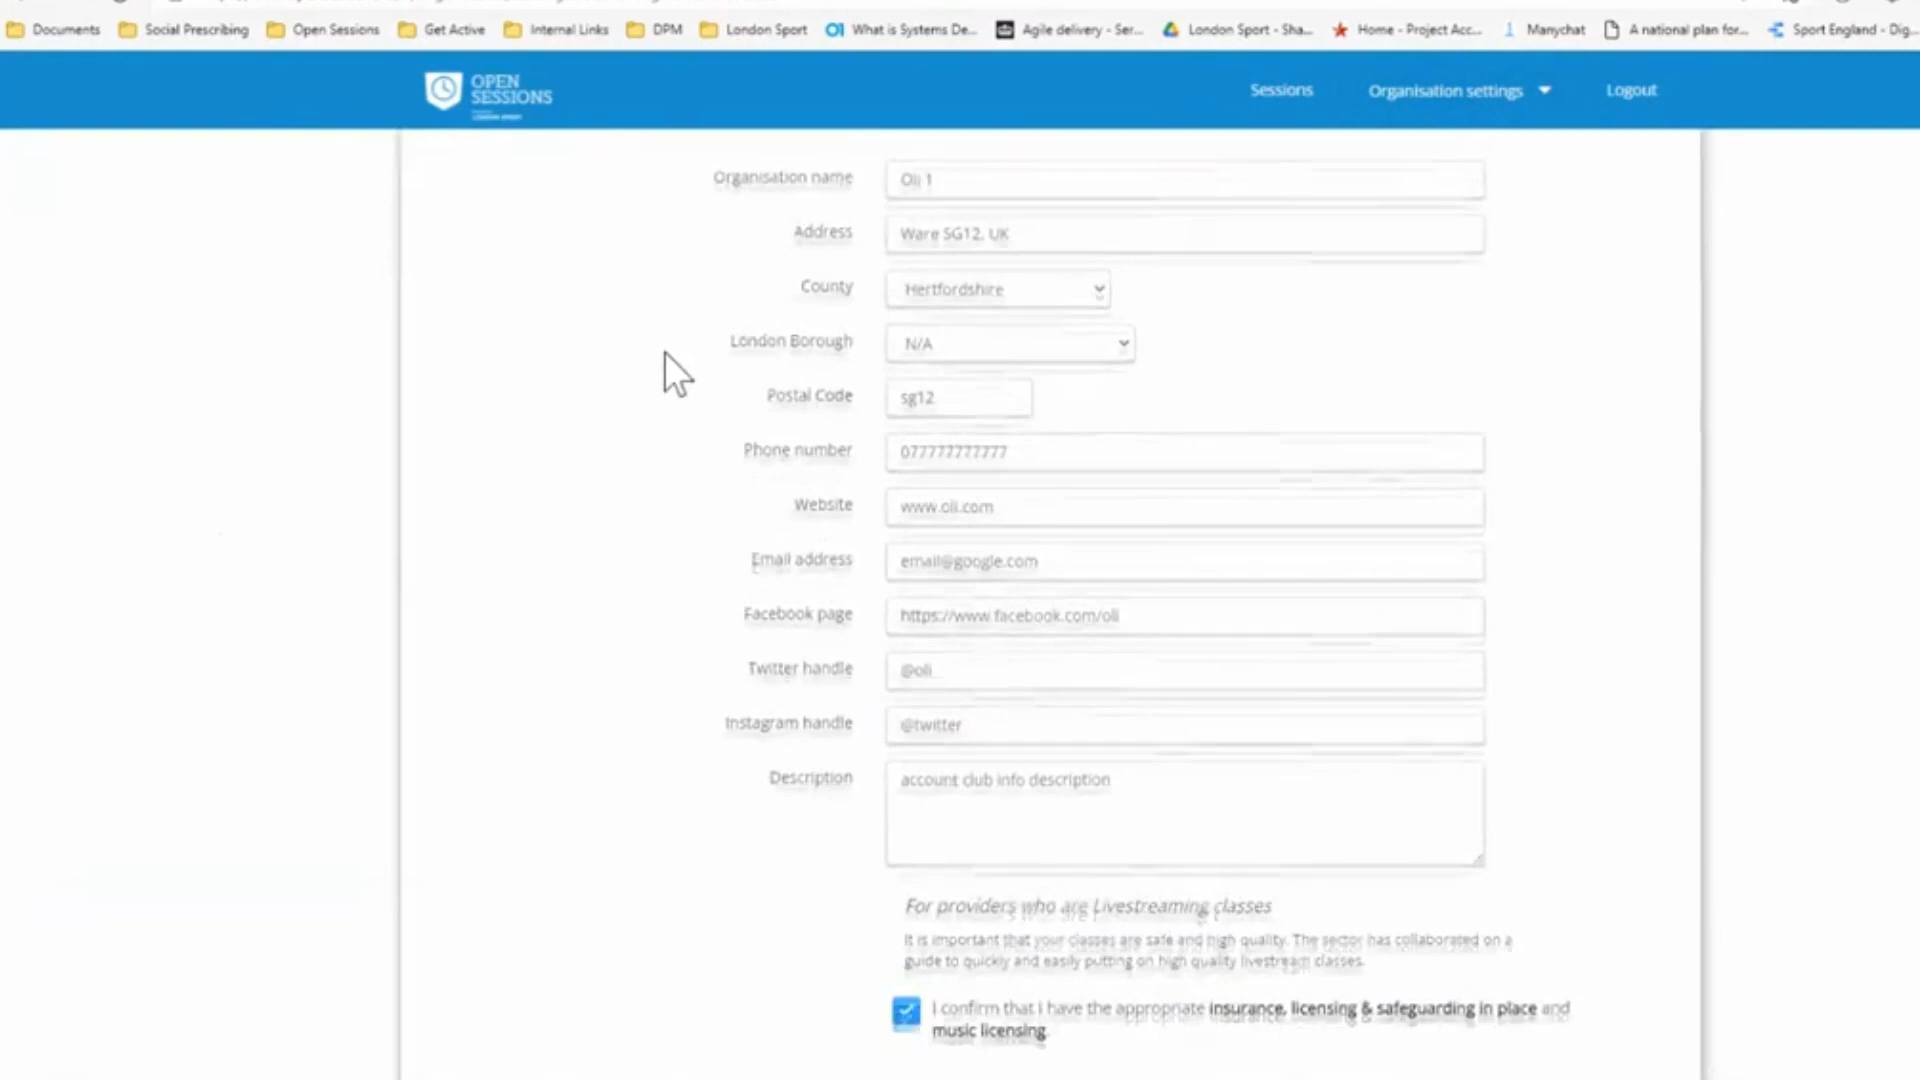 Documents Social Prescribing Open Sessions Get Active Internal Links DPM London Sport What is Systems De... Agile delivery - Ser... London Sport - Sha... Home - Project Acc... Manychat A national plan for... Sport England - Dig...
OPEN
SESSIONS
Sessions Organisation settings Logout
Organisation name Oli 1
Address Ware SG12, UK
County Hertfordshire
London Borough N/A
Postal Code sg12
Phone number 077777777777
Website www.oli.com
Email address email@google.com
Facebook page https://www.facebook.com/oli
Twitter handle @oli
Instagram handle @twitter
Description account club info description
For providers who are Livestreaming classes
It is important that your classes are safe and high quality. The sector has collaborated on a
guide to quickly and easily putting on high quality livestream classes.
I confirm that I have the appropriate insurance, licensing & safeguarding in place and
music licensing.